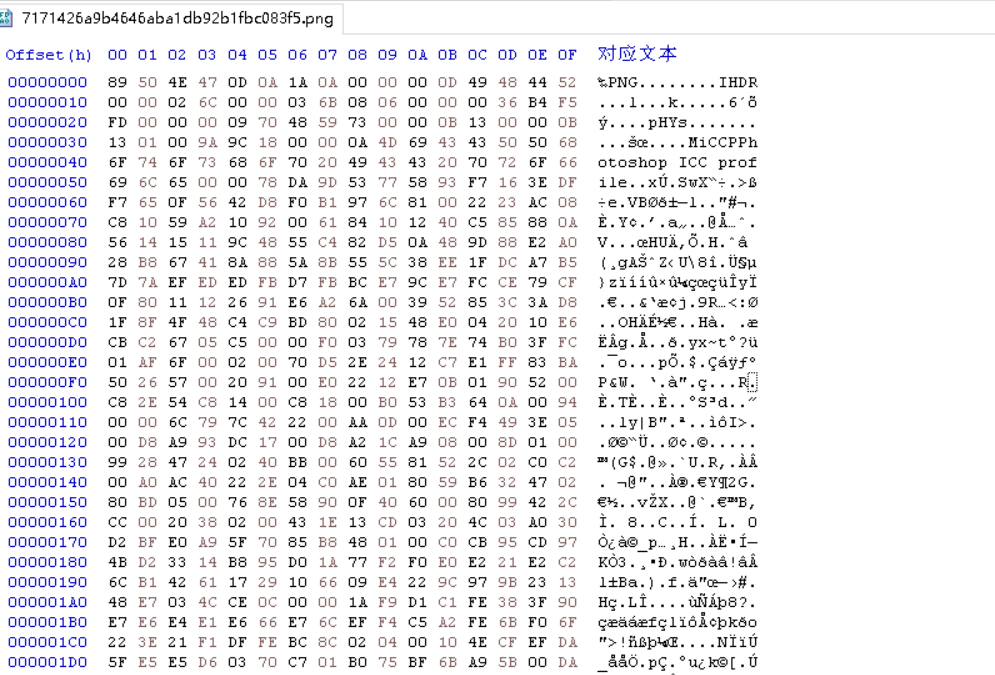 7171426a9b4646aba1db92b1fbc083f5.png
Offset(h) 00 01 02 03 04 05 06 07 08 09 0A 0B 0C 0D 0E 0F 对应文本
00000000 89 50 4E 47 0D 0A 1A 0A 00 00 00 0D 49 48 44 52 ‰PNG........IHDR
00000010 00 00 02 6C 00 00 03 6B 08 06 00 00 00 36 B4 F5 ...l...k.....6´õ
00000020 FD 00 00 00 09 70 48 59 73 00 00 0B 13 00 00 0B ý....pHYs.......
00000030 13 01 00 9A 9C 18 00 00 0A 4D 69 43 43 50 50 68 ...šœ....MiCCPPh
00000040 6F 74 6F 73 68 6F 70 20 49 43 43 20 70 72 6F 66 otoshop ICC prof
00000050 69 6C 65 00 00 78 DA 9D 53 77 58 93 F7 16 3E DF ile..xÚ.SwX“÷.>ß
00000060 F7 65 0F 56 42 D8 F0 B1 97 6C 81 00 22 23 AC 08 ÷e.VBØð±—l.."#¬.
00000070 C8 10 59 A2 10 92 00 61 84 10 12 40 C5 85 88 0A È.Y¢.’.a„..@Å…ˆ.
00000080 56 14 15 11 9C 48 55 C4 82 D5 0A 48 9D 88 E2 A0 V...œHUÄ‚Õ.H.ˆâ
00000090 28 B8 67 41 8A 88 5A 8B 55 5C 38 EE 1F DC A7 B5 (¸gAŠˆZ‹U\8î.Ü§µ
000000A0 7D 7A EF ED ED FB D7 FB BC E7 9C E7 FC CE 79 CF }zïííû×û¼çœçüÎyÏ
000000B0 0F 80 11 12 26 91 E6 A2 6A 00 39 52 85 3C 3A D8 .€..&‘æ¢j.9R…<:Ø
000000C0 1F 8F 4F 48 C4 C9 BD 80 02 15 48 E0 04 20 10 E6 ..OHÄÉ½€..Hà. .æ
000000D0 CB C2 67 05 C5 00 00 F0 03 79 78 7E 74 B0 3F FC ËÂg.Å..ð.yx~t°?ü
000000E0 01 AF 6F 00 02 00 70 D5 2E 24 12 C7 E1 FF 83 BA .¯o...pÕ.$.Çáÿƒº
000000F0 50 26 57 00 20 91 00 E0 22 12 E7 0B 01 90 52 00 P&W. ‘.à".ç...R.
00000100 C8 2E 54 C8 14 00 C8 18 00 B0 53 B3 64 0A 00 94 È.TÈ..È..°S³d..”
00000110 00 00 6C 79 7C 42 22 00 AA 0D 00 EC F4 49 3E 05 ..ly|B".ª..ìôI>.
00000120 00 D8 A9 93 DC 17 00 D8 A2 1C A9 08 00 8D 01 00 .Ø©“Ü..Ø¢.©.....
00000130 99 28 47 24 02 40 BB 00 60 55 81 52 2C 02 C0 C2 ™(G$.@».`U.R,.ÀÂ
00000140 00 A0 AC 40 22 2E 04 C0 AE 01 80 59 B6 32 47 02 . ¬@"..À®.€Y¶2G.
00000150 80 BD 05 00 76 8E 58 90 0F 40 60 00 80 99 42 2C €½..vŽX..@`.€™B,
00000160 CC 00 20 38 02 00 43 1E 13 CD 03 20 4C 03 A0 30 Ì. 8..C..Í. L. 0
00000170 D2 BF E0 A9 5F 70 85 B8 48 01 00 C0 CB 95 CD 97 Ò¿à©_p…¸H..ÀË•Í—
00000180 4B D2 33 14 B8 95 D0 1A 77 F2 F0 E0 E2 21 E2 C2 KÒ3.¸•Ð.wòðàâ!âÂ
00000190 6C B1 42 61 17 29 10 66 09 E4 22 9C 97 9B 23 13 l±Ba.).f.ä"œ—›#.
000001A0 48 E7 03 4C CE 0C 00 00 1A F9 D1 C1 FE 38 3F 90 Hç.LÎ....ùÑÁþ8?.
000001B0 E7 E6 E4 E1 E6 66 E7 6C EF F4 C5 A2 FE 6B F0 6F çæäáæfçlïôÅ¢þkðo
000001C0 22 3E 21 F1 DF FE BC 8C 02 04 00 10 4E CF EF DA ">!ñßþ¼Œ....NÏïÚ
000001D0 5F E5 E5 D6 03 70 C7 01 B0 75 BF 6B A9 5B 00 DA _ååÖ.pÇ.°u¿k©[.Ú